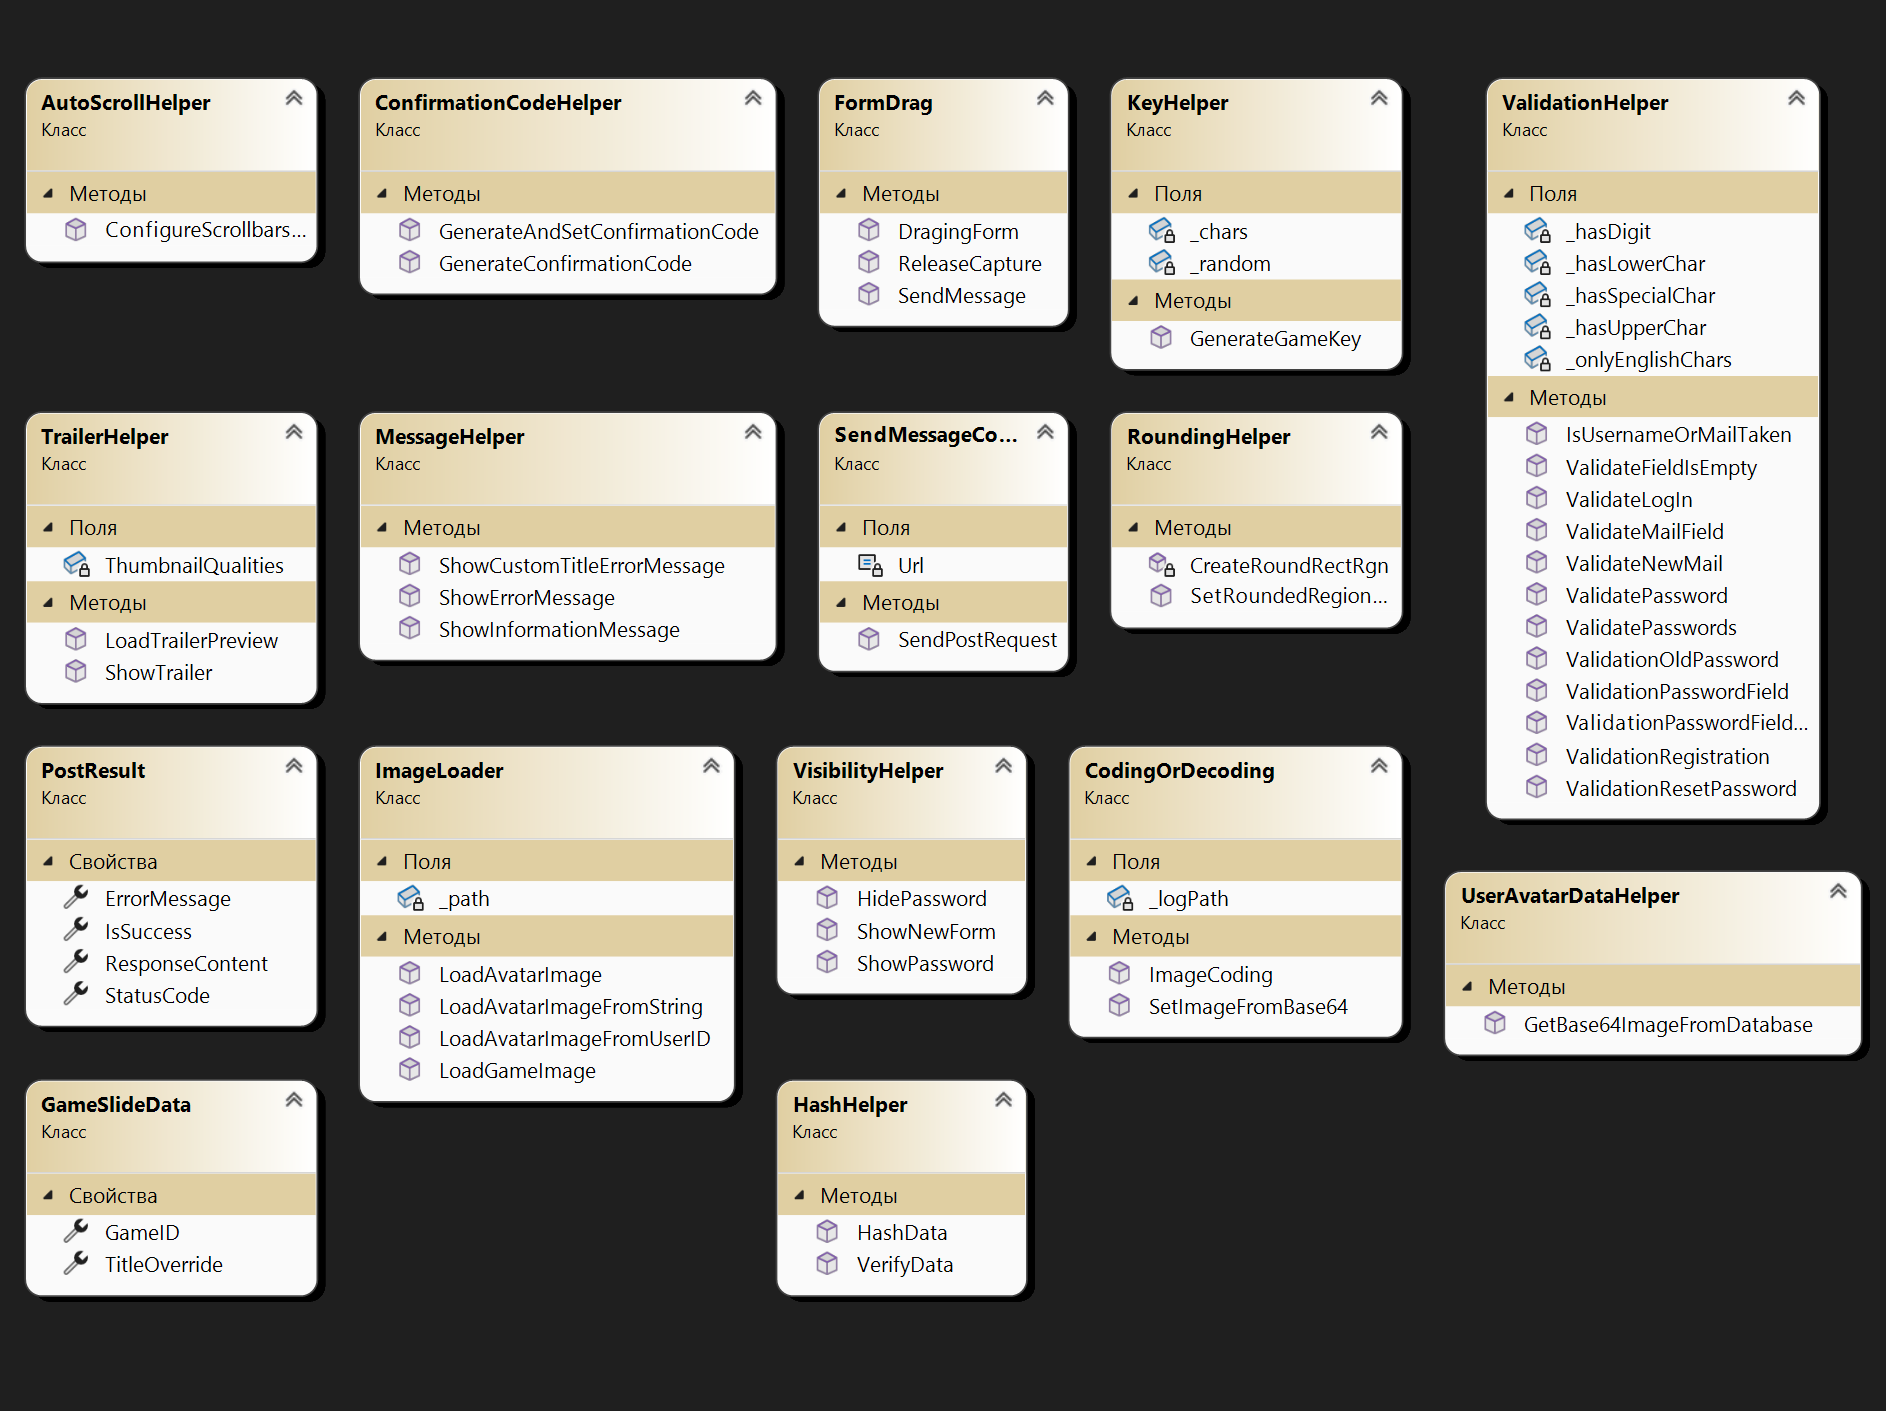 AutoScrollHelper
Класс
Методы
ConfigureScrollbars...
ConfirmationCodeHelper
Класс
Методы
GenerateAndSetConfirmationCode
GenerateConfirmationCode
FormDrag
Класс
Методы
DragingForm
ReleaseCapture
SendMessage
KeyHelper
Класс
Поля
_chars
_random
Методы
GenerateGameKey
ValidationHelper
Класс
Поля
_hasDigit
_hasLowerChar
_hasSpecialChar
_hasUpperChar
_onlyEnglishChars
Методы
IsUsernameOrMailTaken
ValidateFieldIsEmpty
ValidateLogIn
ValidateMailField
ValidateNewMail
ValidatePassword
ValidatePasswords
ValidationOldPassword
ValidationPasswordField
ValidationPasswordField...
ValidationRegistration
ValidationResetPassword
TrailerHelper
Класс
Поля
ThumbnailQualities
Методы
LoadTrailerPreview
ShowTrailer
MessageHelper
Класс
Методы
ShowCustomTitleErrorMessage
ShowErrorMessage
ShowInformationMessage
SendMessageCo...
Класс
Поля
Url
Методы
SendPostRequest
RoundingHelper
Класс
Методы
CreateRoundRectRgn
SetRoundedRegion...
PostResult
Класс
Свойства
ErrorMessage
IsSuccess
ResponseContent
StatusCode
ImageLoader
Класс
Поля
_path
Методы
LoadAvatarImage
LoadAvatarImageFromString
LoadAvatarImageFromUserID
LoadGameImage
VisibilityHelper
Класс
Методы
HidePassword
ShowNewForm
ShowPassword
CodingOrDecoding
Класс
Поля
_logPath
Методы
ImageCoding
SetImageFromBase64
UserAvatarDataHelper
Класс
Методы
GetBase64ImageFromDatabase
GameSlideData
Класс
Свойства
GameID
TitleOverride
HashHelper
Класс
Методы
HashData
VerifyData